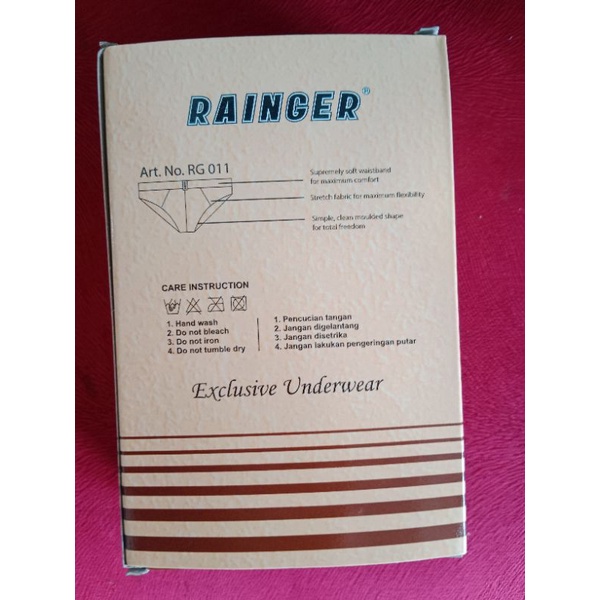 RAINGER®
Art. No. RG 011
Supremely soft waistband
for maximum comfort
Stretch fabric for maximum flexibility
Simple, clean moulded shape
for total freedom
CARE INSTRUCTION
1. Hand wash
2. Do not bleach
3. Do not iron
4. Do not tumble dry
1. Pencucian tangan
2. Jangan digelantang
3. Jangan disetrika
4. Jangan lakukan pengeringan putar
Exclusive Underwear